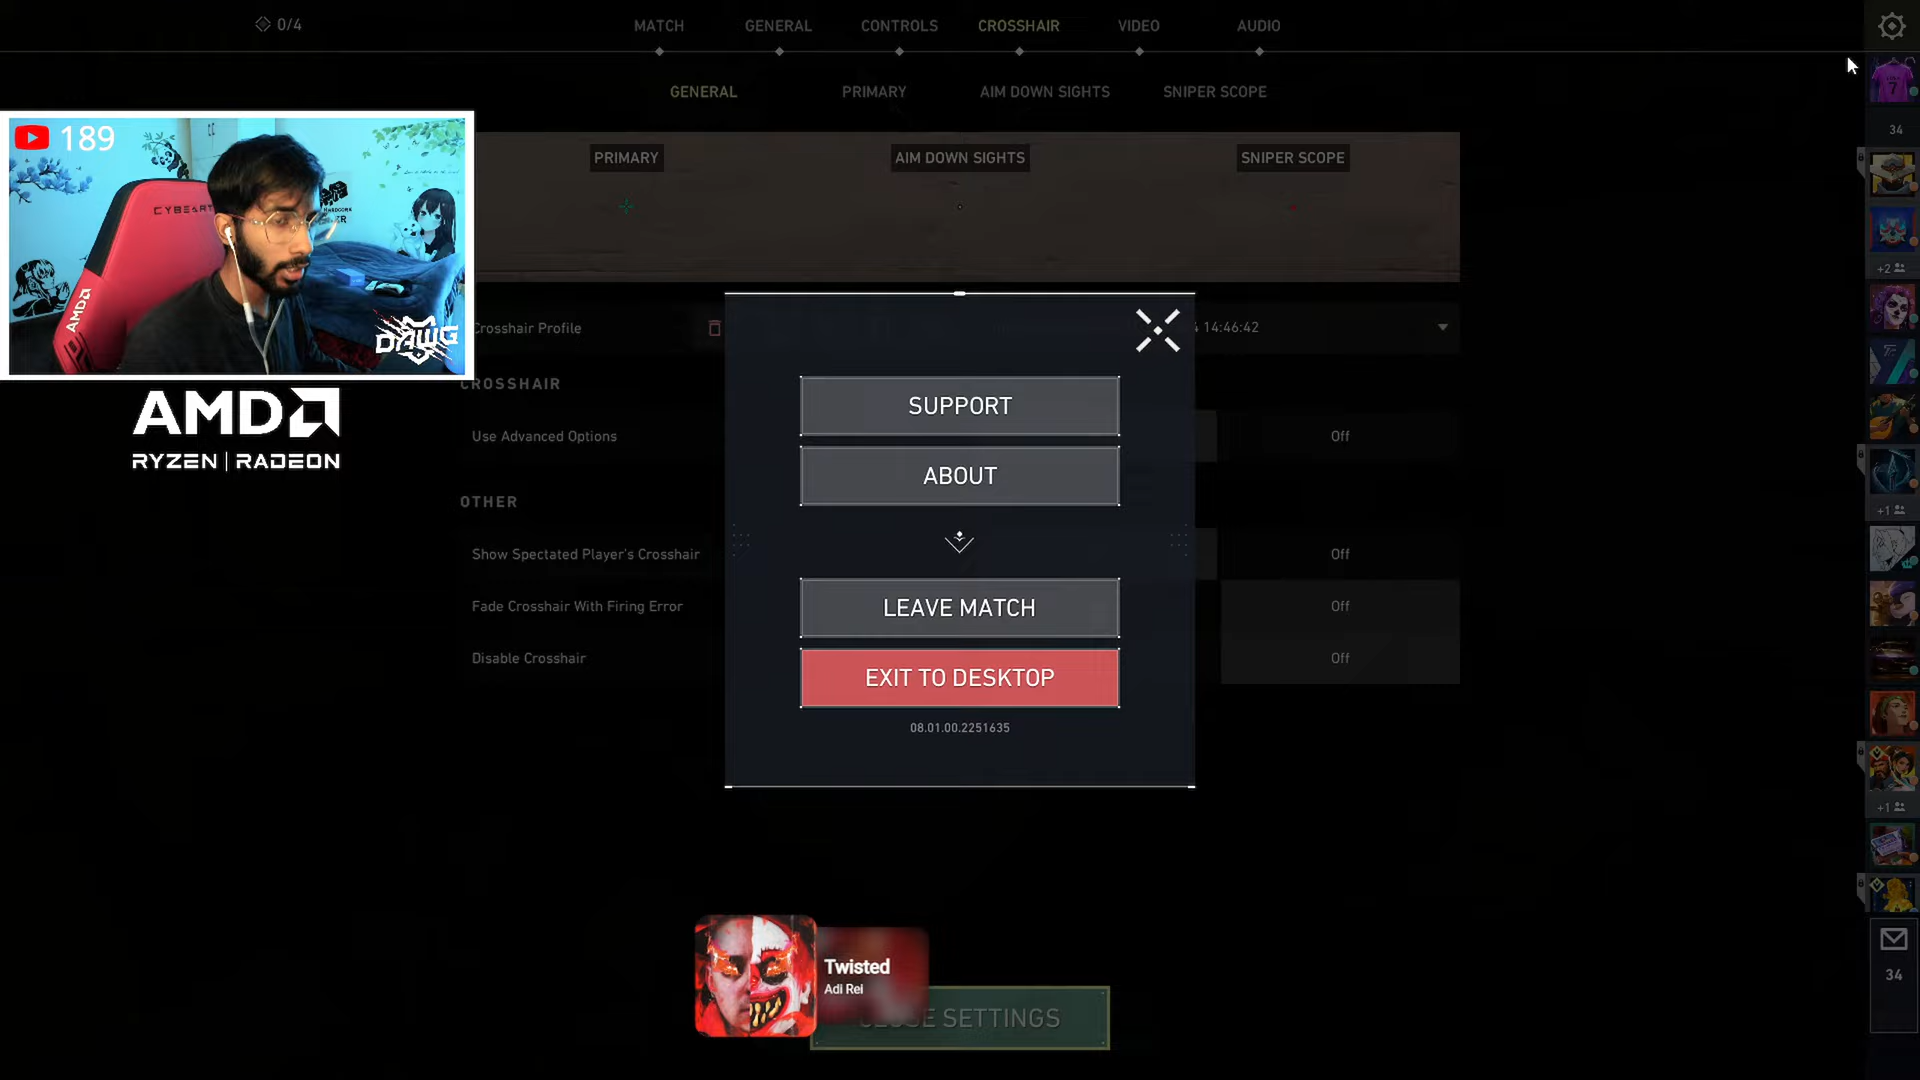 0/4
MATCH
GENERAL
CONTROLS
CROSSHAIR
VIDEO
AUDIO
GENERAL
PRIMARY
AIM DOWN SIGHTS
SNIPER SCOPE
189
CYBEART
AMD
DAWG
AMD
RYZEN | RADEON
34
PRIMARY
AIM DOWN SIGHTS
SNIPER SCOPE
+2
Crosshair Profile
14:46:42
CROSSHAIR
Use Advanced Options
Off
OTHER
Show Spectated Player's Crosshair
Off
Fade Crosshair With Firing Error
Off
Disable Crosshair
Off
SUPPORT
ABOUT
LEAVE MATCH
EXIT TO DESKTOP
08.01.00.2251635
+1
+1
34
Twisted
Adi Rei
SETTINGS